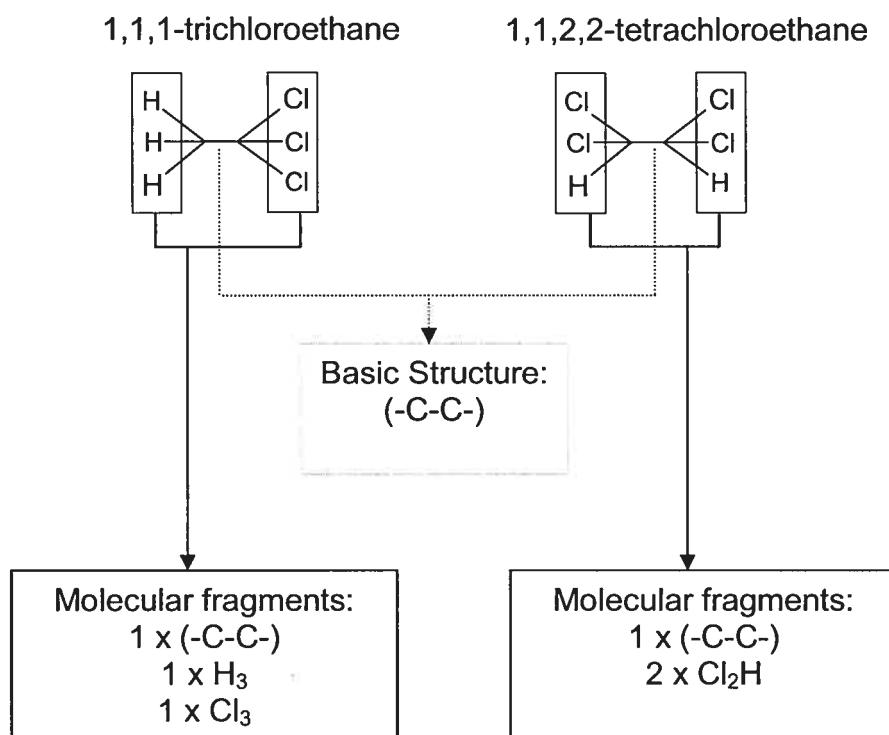 1,1,1-trichloroethane
1,1,2,2-tetrachloroethane
H Cl
H Cl
H Cl
Cl Cl
Cl Cl
H H
Basic Structure:
(-C-C-)
Molecular fragments:
1 x (-C-C-)
1 x H₃
1 x Cl₃
Molecular fragments:
1 x (-C-C-)
2 x Cl₂H